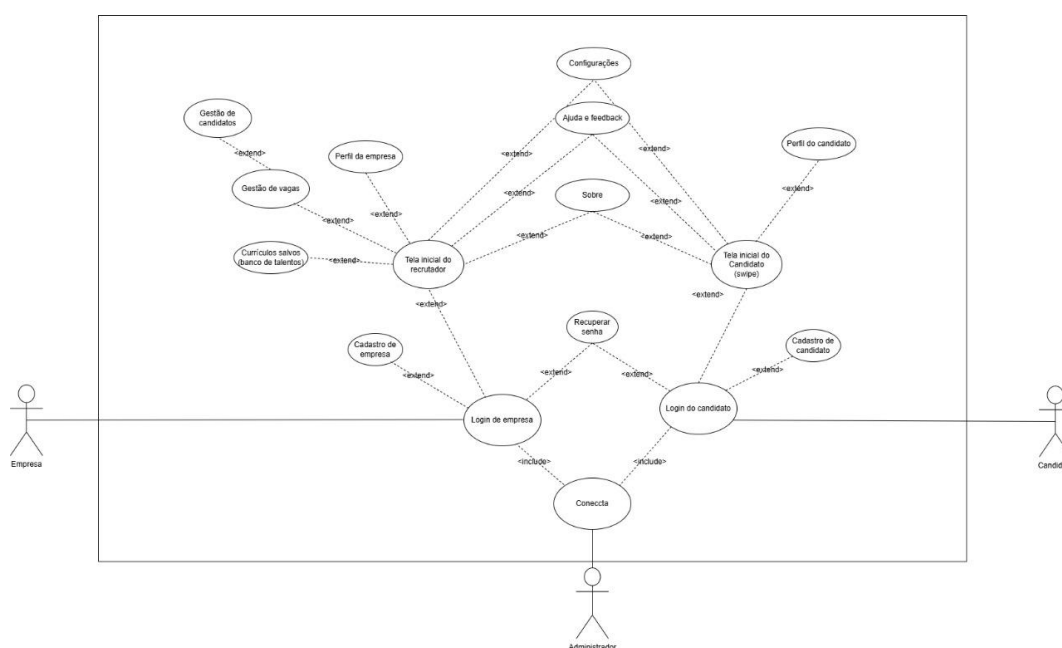 Configurações
Gestão de
candidatos
Ajuda e feedback
<extend>
Perfil do candidato
Perfil da empresa
<extend>
<extend>
Gestão de vagas
Sobre
<extend>
<extend>
<extend>
<extend>
<extend>
<extend>
<extend>
Currículos salvos
(banco de talentos)
<extend>
Tela inicial do
recrutador
Tela inicial do
Candidato
(swipe)
<extend>
<extend>
Recuperar
senha
Cadastro de
empresa
Cadastro de
candidato
<extend>
<extend>
<extend>
<extend>
Login de empresa
Login do candidato
Empresa
Candid
<include>
<include>
Coneccta
Administrador